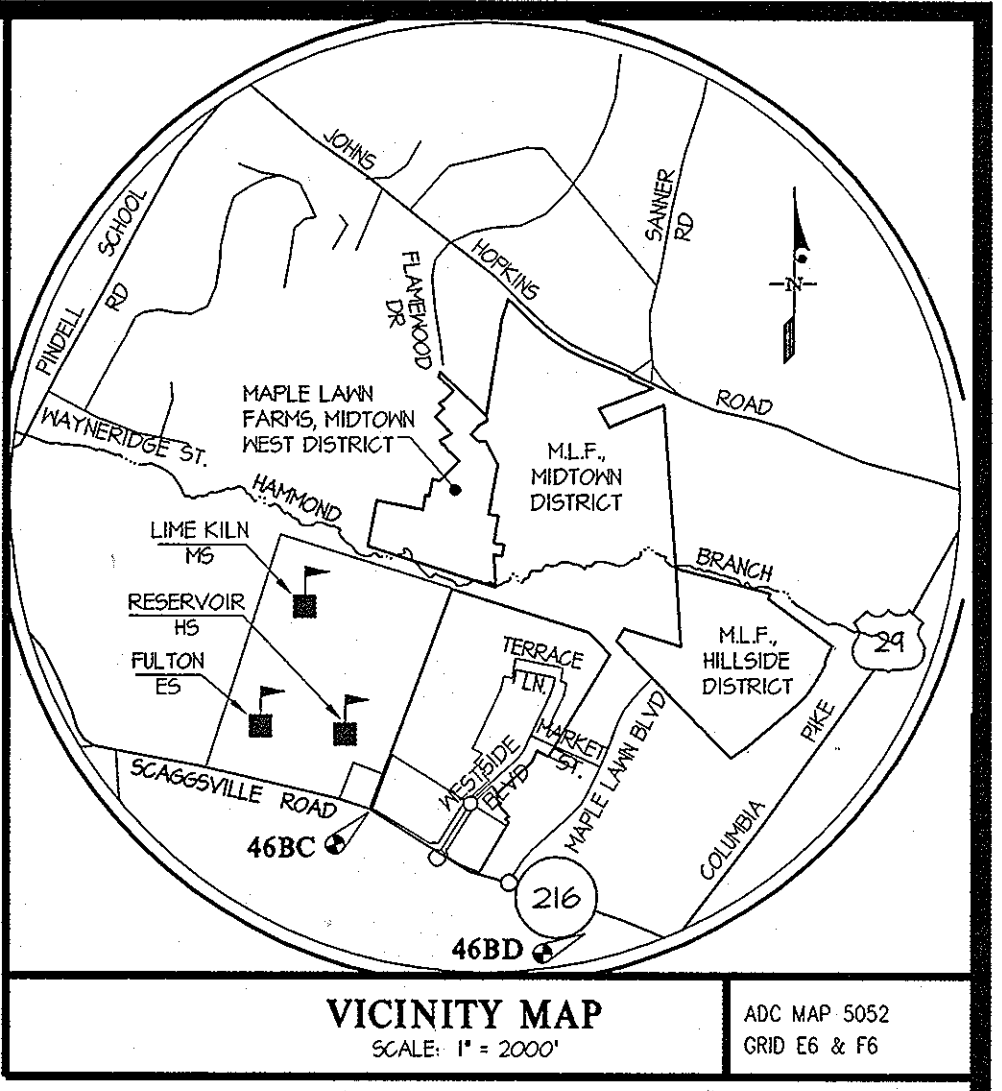 JOHNS
HOPKINS
ROAD
SANNER
RD
PINDELL
SCHOOL
RD
FLAMEWOOD
DR
N
MAPLE LAWN
FARMS, MIDTOWN
WEST DISTRICT
WAYNERIDGE ST.
M.L.F.,
MIDTOWN
DISTRICT
HAMMOND
BRANCH
LIME KILN
MS
RESERVOIR
HS
FULTON
ES
29
M.L.F.,
HILLSIDE
DISTRICT
TERRACE
LN.
MARKET
ST.
WESTSIDE
BLVD
MAPLE LAWN BLVD
COLUMBIA
PIKE
SCAGGSVILLE ROAD
46BC
216
46BD
VICINITY MAP
SCALE: 1" = 2000'
ADC MAP 5052
GRID E6 & F6